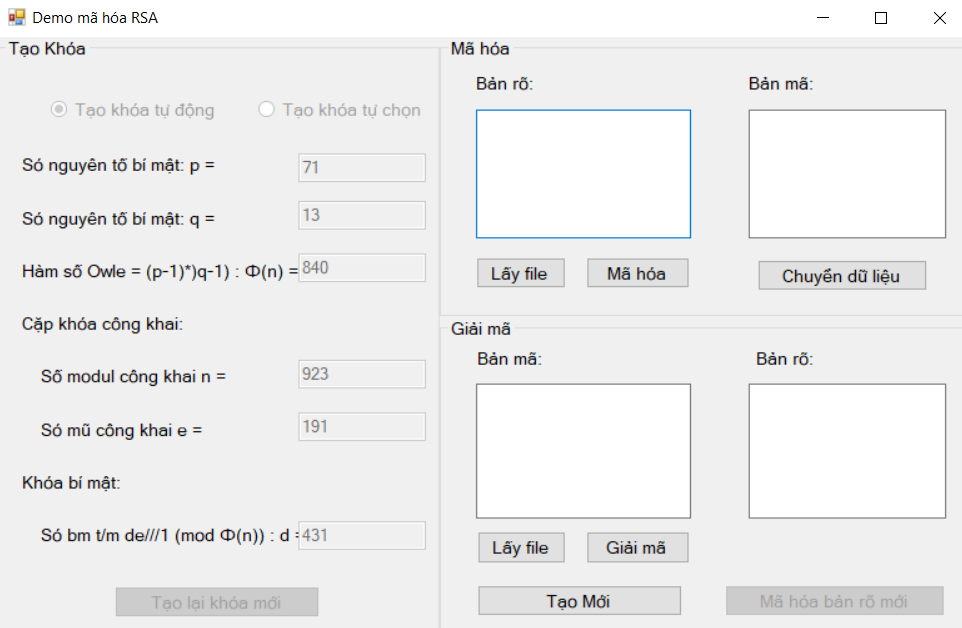 Demo mã hóa RSA
Tạo Khóa
Tạo khóa tự động
Tạo khóa tự chọn
Só nguyên tố bí mật: p =
71
Só nguyên tố bí mật: q =
13
Hàm số Owle = (p-1)*)q-1) : Φ(n) =
840
Cặp khóa công khai:
Số modul công khai n =
923
Só mũ công khai e =
191
Khóa bí mật:
Só bm t/m de///1 (mod Φ(n)) : d =
431
Tạo lại khóa mới
Mã hóa
Bản rõ:
Bản mã:
Lấy file
Mã hóa
Chuyển dữ liệu
Giải mã
Bản mã:
Bản rõ:
Lấy file
Giải mã
Tạo Mới
Mã hóa bản rõ mới